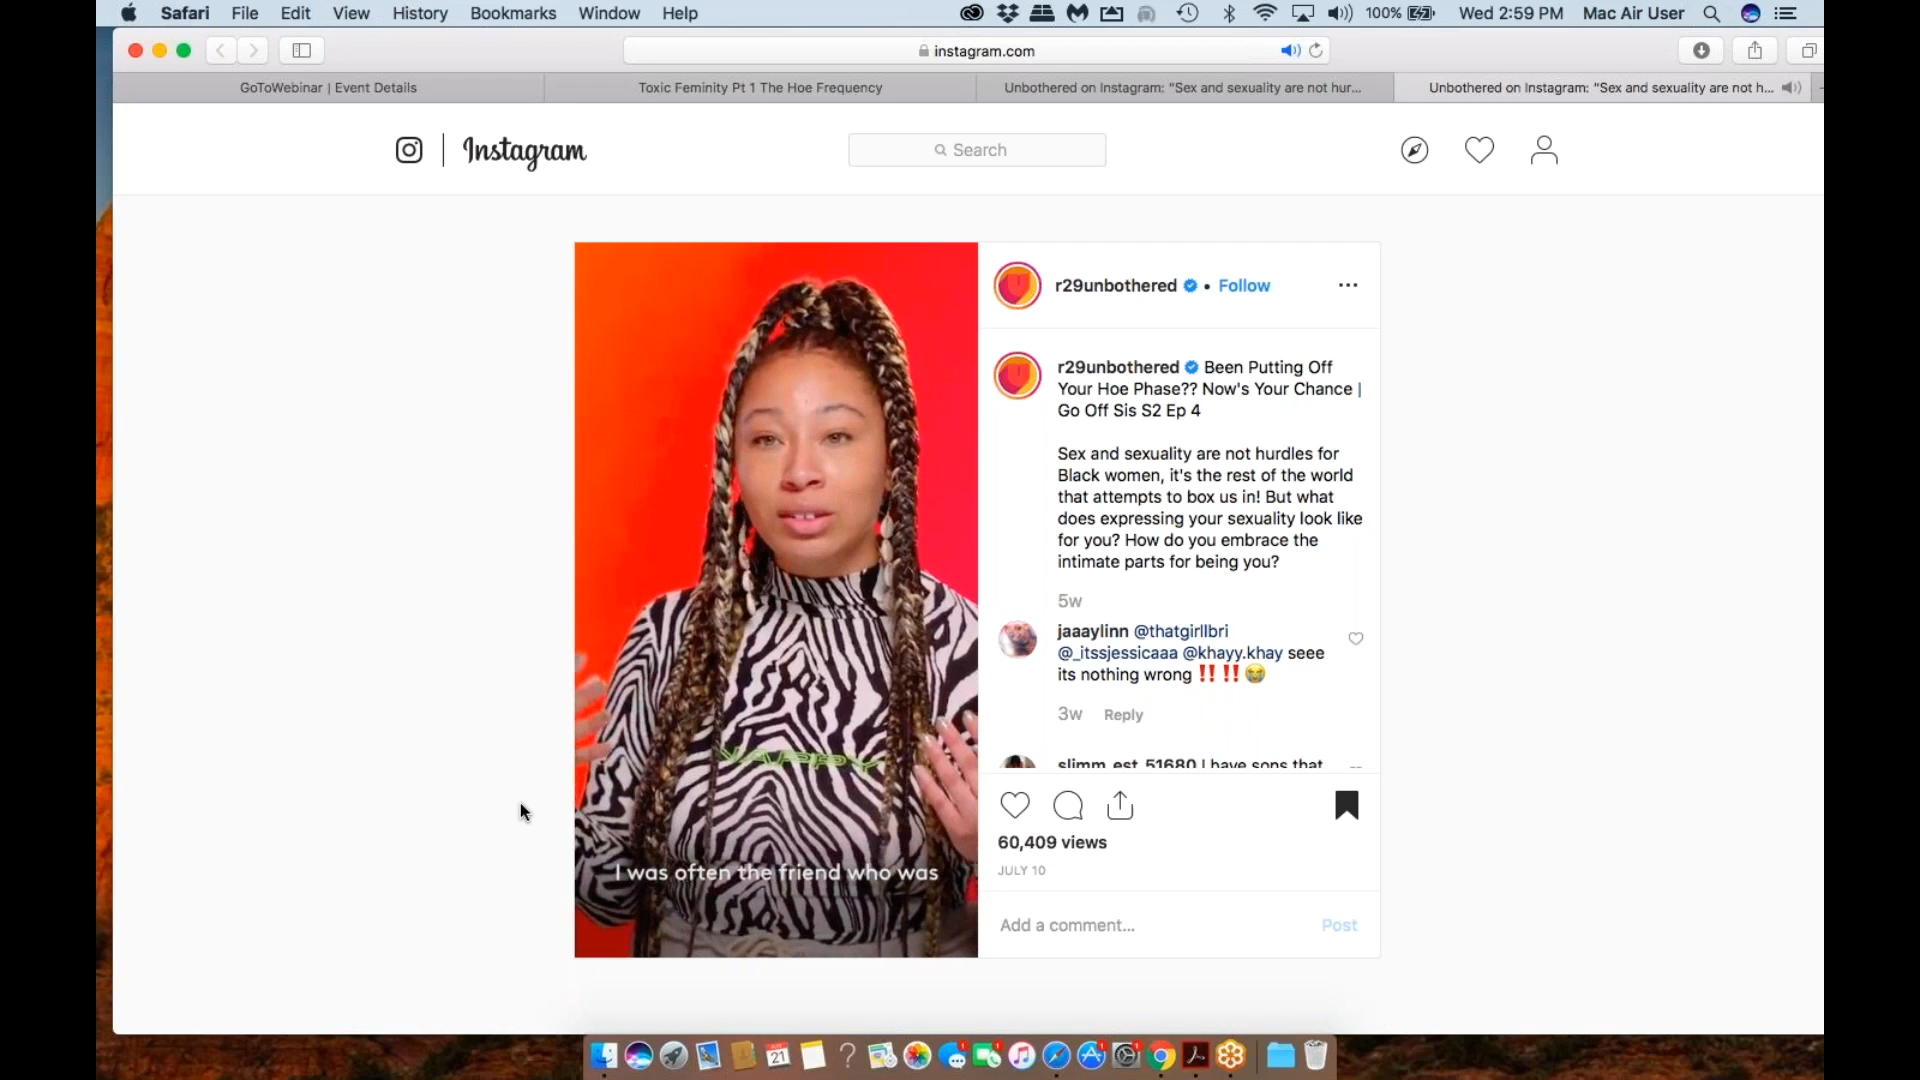 Safari File Edit View History Bookmarks Window Help 100% Wed 2:59 PM Mac Air User
instagram.com
GoToWebinar | Event Details
Toxic Feminity Pt 1 The Hoe Frequency
Unbothered on Instagram: "Sex and sexuality are not hur...
Unbothered on Instagram: "Sex and sexuality are not h...
Instagram
Search
r29unbothered • Follow
r29unbothered Been Putting Off
Your Hoe Phase?? Now's Your Chance |
Go Off Sis S2 Ep 4
Sex and sexuality are not hurdles for
Black women, it's the rest of the world
that attempts to box us in! But what
does expressing your sexuality look like
for you? How do you embrace the
intimate parts for being you?
5w
jaaaylinn @thatgirllbri
@_itssjessicaaa @khayy.khay seee
its nothing wrong ‼️ ‼️ 😭
3w Reply
slimm_est_51680 I have sons that
NAPPY
I was often the friend who was
60,409 views
JULY 10
Add a comment... Post
21